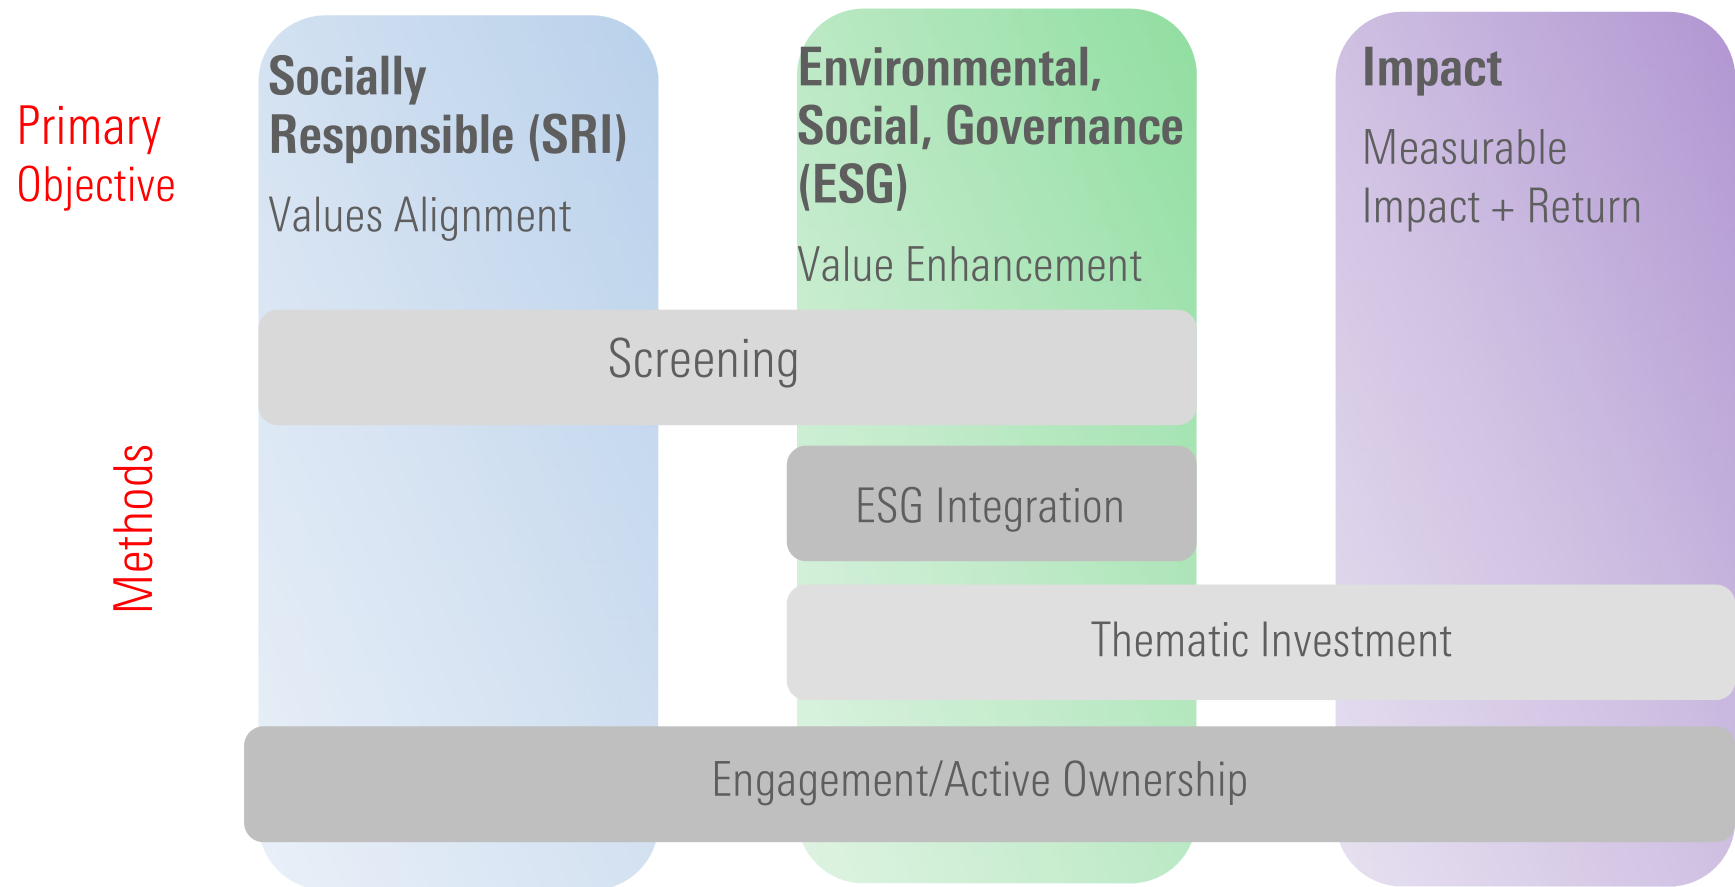 Primary
Objective
Socially
Responsible (SRI)
Values Alignment
Environmental,
Social, Governance
(ESG)
Value Enhancement
Impact
Measurable
Impact + Return
Methods
Screening
ESG Integration
Thematic Investment
Engagement/Active Ownership